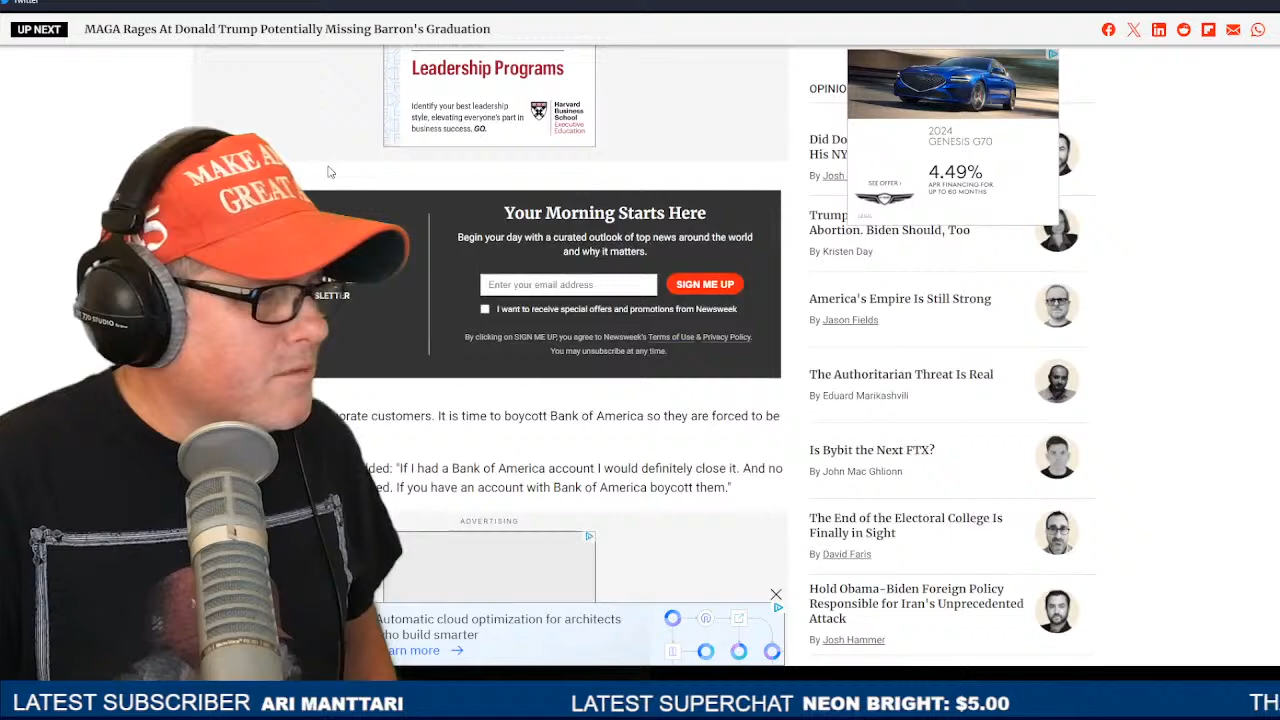 Twitter
UP NEXT
MAGA Rages At Donald Trump Potentially Missing Barron's Graduation
Leadership Programs
Identify your best leadership
style, elevating everyone's part in
business success. GO.
Harvard
Business
School
Executive
Education
MAKE
GREAT
770 STUDIO
Your Morning Starts Here
Begin your day with a curated outlook of top news around the world
and why it matters.
Enter your email address
SIGN ME UP
I want to receive special offers and promotions from Newsweek
By clicking on SIGN ME UP, you agree to Newsweek's Terms of Use & Privacy Policy.
You may unsubscribe at any time.
orate customers. It is time to boycott Bank of America so they are forced to be
ded: "If I had a Bank of America account I would definitely close it. And no
ed. If you have an account with Bank of America boycott them."
ADVERTISING
Automatic cloud optimization for architects
who build smarter
arn more
OPINIO
2024
GENESIS G70
4.49%
APR FINANCING FOR
UP TO 60 MONTHS
SEE OFFER ›
LEGAL
Did Do
His NY
By Josh
Trump
Abortion. Biden Should, Too
By Kristen Day
America's Empire Is Still Strong
By Jason Fields
The Authoritarian Threat Is Real
By Eduard Marikashvili
Is Bybit the Next FTX?
By John Mac Ghlionn
The End of the Electoral College Is
Finally in Sight
By David Faris
Hold Obama-Biden Foreign Policy
Responsible for Iran's Unprecedented
Attack
By Josh Hammer
LATEST SUBSCRIBER ARI MANTTARI
LATEST SUPERCHAT NEON BRIGHT: $5.00
TH